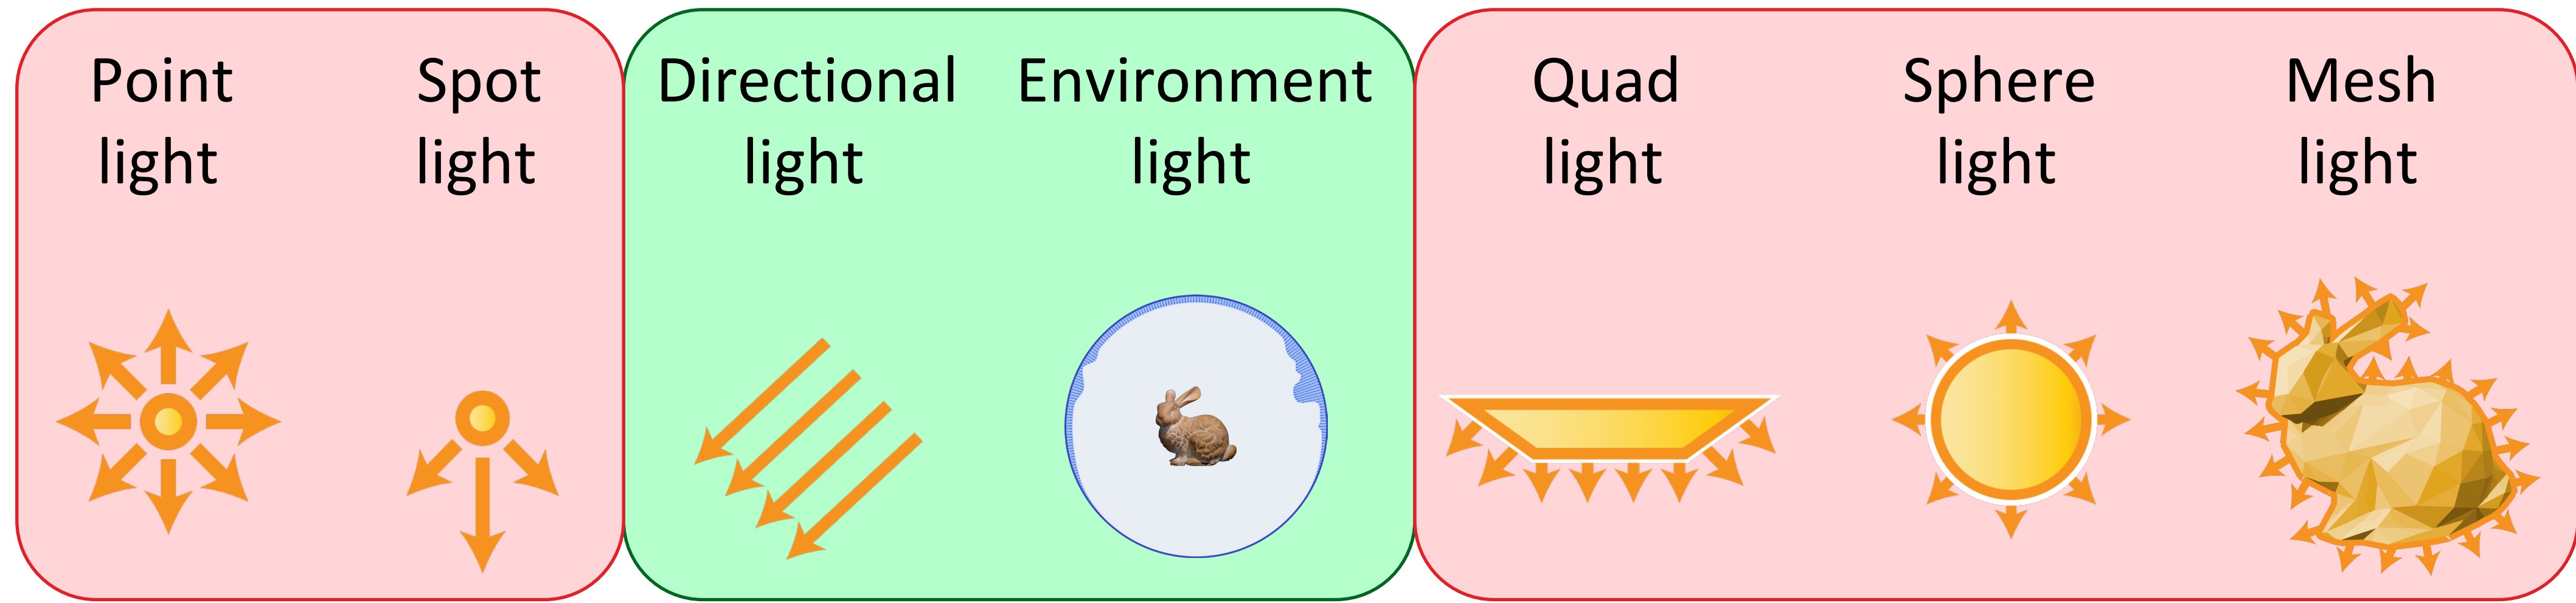 Point
light
Spot
light
Directional
light
Environment
light
Quad
light
Sphere
light
Mesh
light